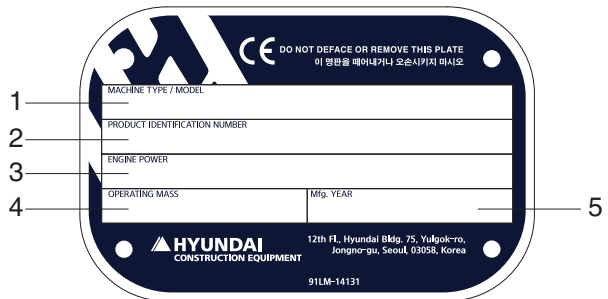 CE DO NOT DEFACE OR REMOVE THIS PLATE
이 명판을 떼어내거나 오손시키지 마시오
1 MACHINE TYPE / MODEL
2 PRODUCT IDENTIFICATION NUMBER
3 ENGINE POWER
4 OPERATING MASS Mfg. YEAR 5
HYUNDAI
CONSTRUCTION EQUIPMENT
12th Fl., Hyundai Bldg. 75, Yulgok-ro,
Jongno-gu, Seoul, 03058, Korea
91LM-14131